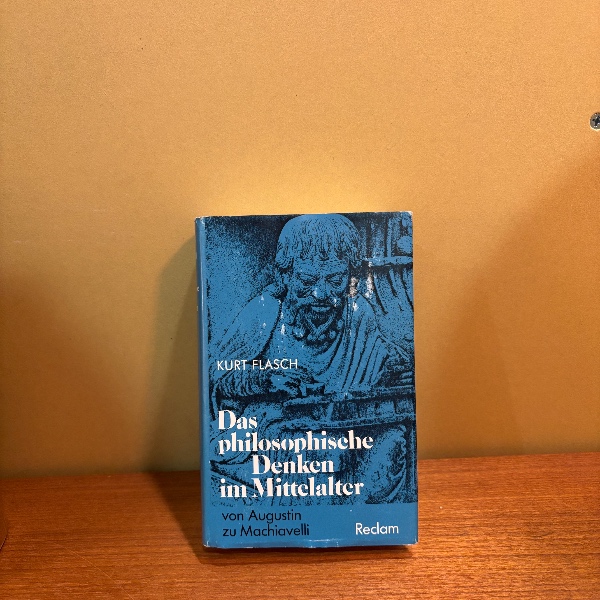 KURT FLASCH
Das
philosophische
Denken
im Mittelalter
von Augustin
zu Machiavelli
Reclam